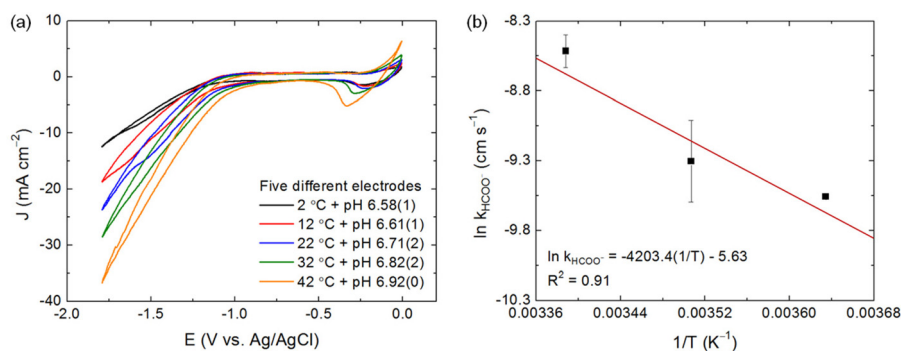 (a)
10
0
-10
-20
-30
-40
J (mA cm⁻²)
Five different electrodes
2 °C + pH 6.58(1)
12 °C + pH 6.61(1)
22 °C + pH 6.71(2)
32 °C + pH 6.82(2)
42 °C + pH 6.92(0)
-2.0 -1.5 -1.0 -0.5 0.0
E (V vs. Ag/AgCl)
(b)
-8.3
-8.8
-9.3
-9.8
-10.3
ln k_HCOO⁻ (cm s⁻¹)
ln k_HCOO⁻ = -4203.4(1/T) - 5.63
R² = 0.91
0.00336 0.00344 0.00352 0.00360 0.00368
1/T (K⁻¹)